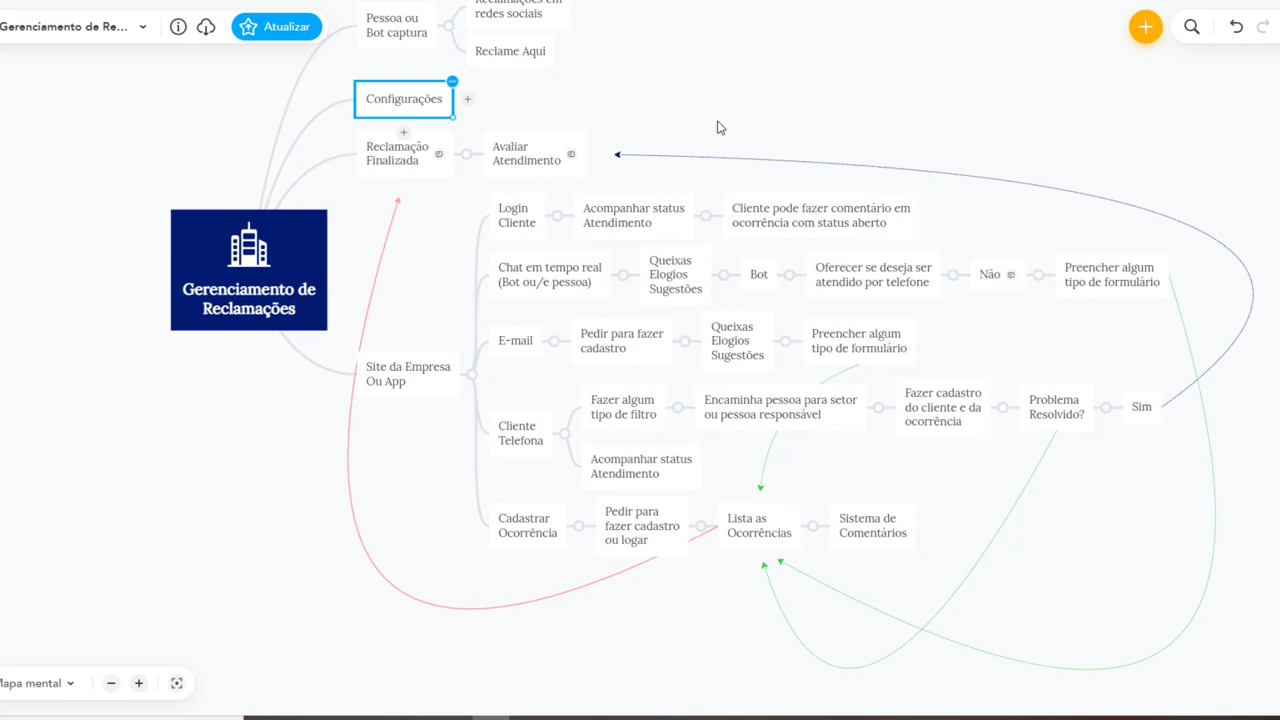 Gerenciamento de Re...
Atualizar
Reclamações em
redes sociais
Pessoa ou
Bot captura
Reclame Aqui
Configurações
Reclamação
Finalizada
Avaliar
Atendimento
Gerenciamento de
Reclamações
Site da Empresa
Ou App
Login
Cliente
Acompanhar status
Atendimento
Cliente pode fazer comentário em
ocorrência com status aberto
Chat em tempo real
(Bot ou/e pessoa)
Queixas
Elogios
Sugestões
Bot
Oferecer se deseja ser
atendido por telefone
Não
Preencher algum
tipo de formulário
E-mail
Pedir para fazer
cadastro
Queixas
Elogios
Sugestões
Preencher algum
tipo de formulário
Cliente
Telefona
Fazer algum
tipo de filtro
Encaminha pessoa para setor
ou pessoa responsável
Fazer cadastro
do cliente e da
ocorrência
Problema
Resolvido?
Sim
Acompanhar status
Atendimento
Cadastrar
Ocorrência
Pedir para
fazer cadastro
ou logar
Lista as
Ocorrências
Sistema de
Comentários
Mapa mental